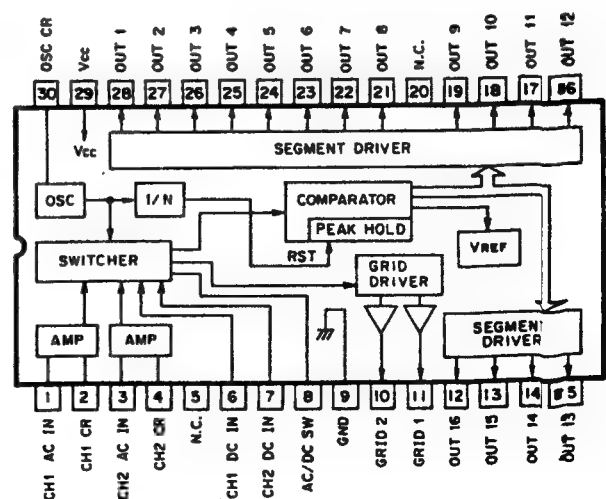 OSC CR
Vcc
OUT 1
OUT 2
OUT 3
OUT 4
OUT 5
OUT 6
OUT 7
OUT 8
N.C.
OUT 9
OUT 10
OUT 11
OUT 12
30 29 28 27 26 25 24 23 22 21 20 19 18 17
Vcc
SEGMENT DRIVER
OSC
1/N
COMPARATOR
PEAK HOLD
RST
VREF
SWITCHER
GRID
DRIVER
AMP
AMP
SEGMENT
DRIVER
1 2 3 4 5 6 7 8 9 10 11 12 13 14
CH1 AC IN
CH1 CR
CH2 AC IN
CH2 CR
N.C.
CH1 DC IN
CH2 DC IN
AC/DC SW
GND
GRID 2
GRID 1
OUT 16
OUT 15
OUT 14
OUT 13